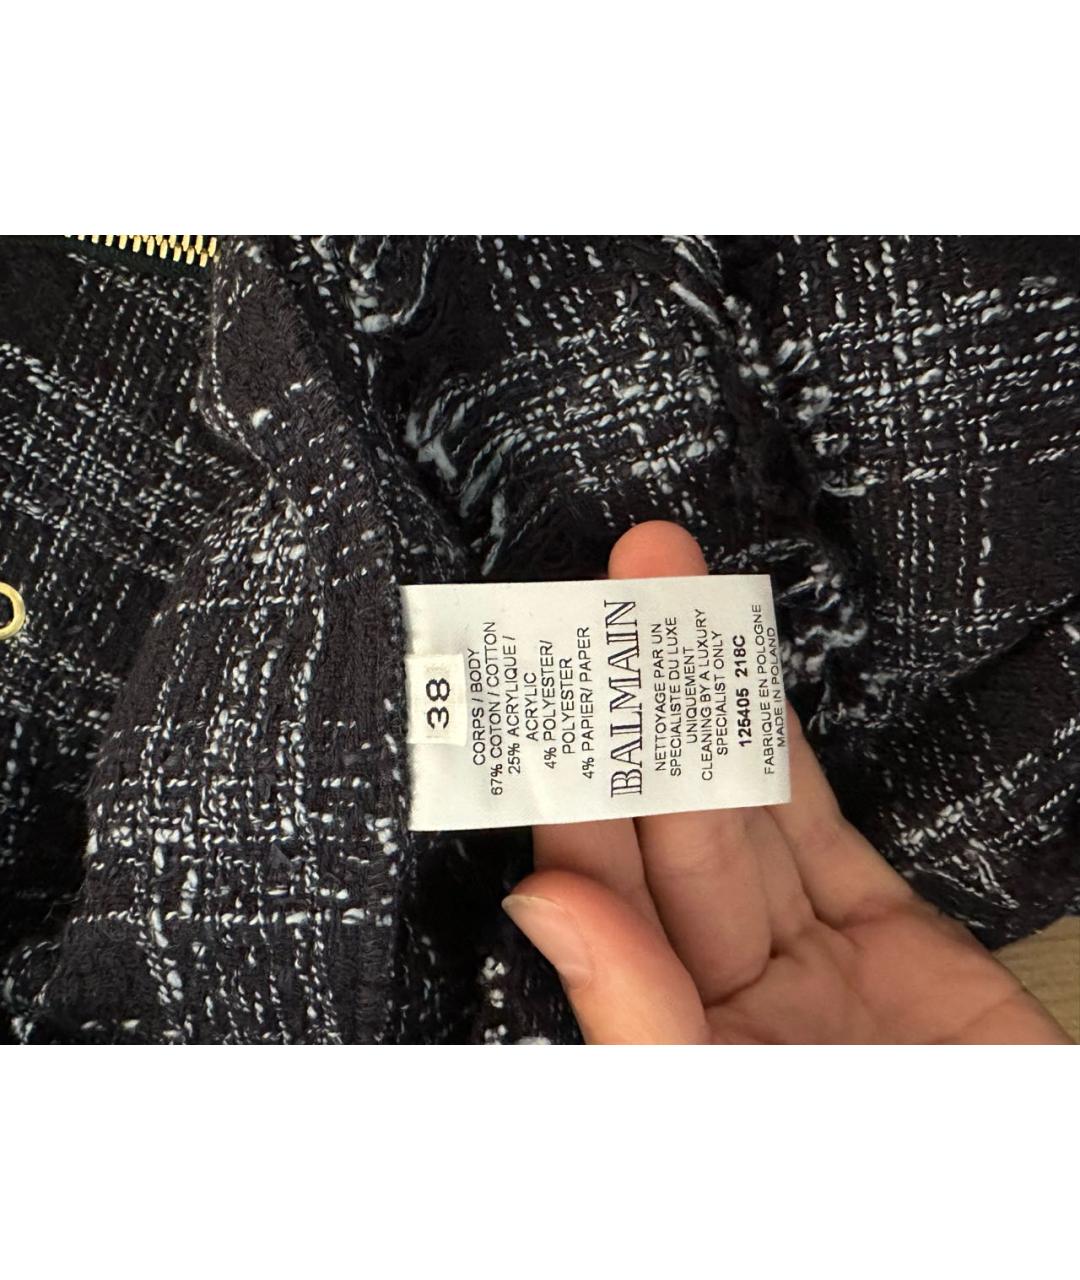 38
CORPS / BODY
67% COTON / COTTON
25% ACRYLIQUE /
ACRYLIC
4% POLYESTER/
POLYESTER
4% PAPIER/ PAPER
BALMAIN
NETTOYAGE PAR UN
SPECIALISTE DU LUXE
UNIQUEMENT
CLEANING BY A LUXURY
SPECIALIST ONLY
125405 218C
FABRIQUE EN POLOGNE
MADE IN POLAND